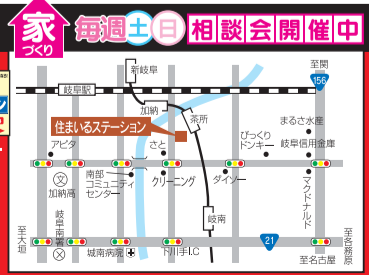 家づくり
毎週土日相談会開催中
至関
156
新岐阜
岐阜駅
加納
茶所
住まいるステーション
まるさ水産
アピタ
さと
びっくり
ドンキー
岐阜信用金庫
文
加納高
南部
コミュニティ
センター
クリーニング
ダイソー
マクドナルド
岐阜南署
岐南
至大垣
城南病院
下川手I.C
21
至名古屋
至各務原